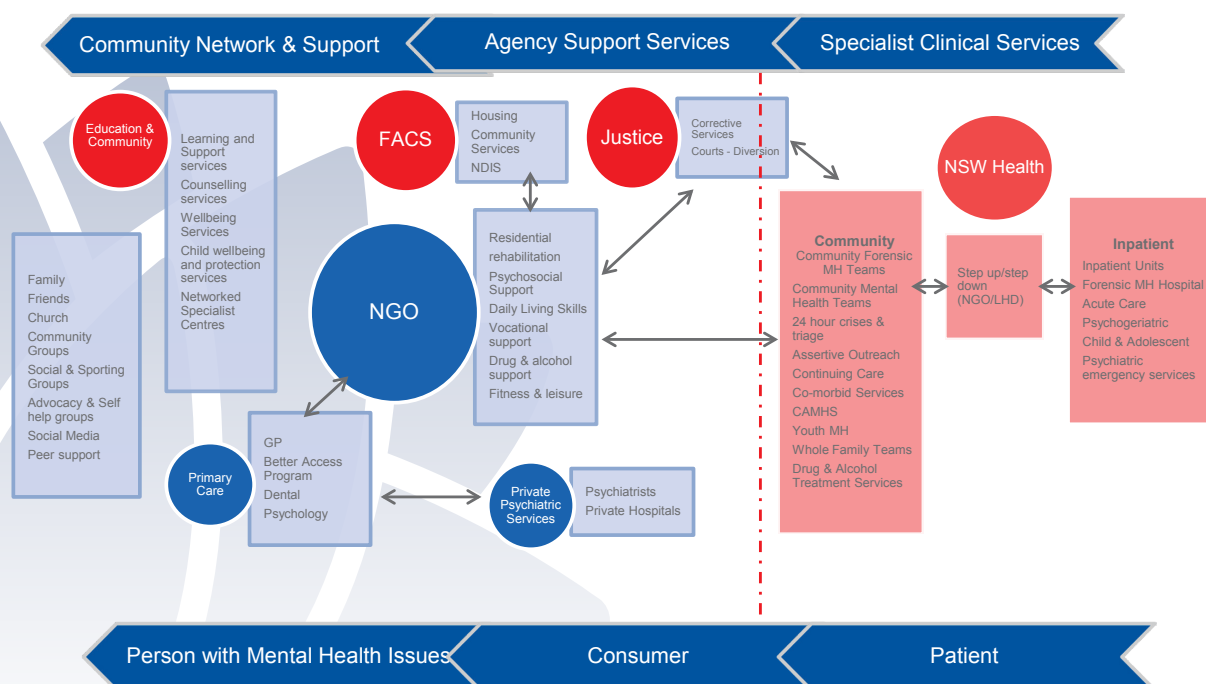 Community Network & Support
Agency Support Services
Specialist Clinical Services
Education &
Community
Learning and
Support
services
Counselling
services
Wellbeing
Services
Child wellbeing
and protection
services
Networked
Specialist
Centres
FACS
Housing
Community
Services
NDIS
Justice
Corrective
Services
Courts - Diversion
NSW Health
Family
Friends
Church
Community
Groups
Social & Sporting
Groups
Advocacy & Self
help groups
Social Media
Peer support
NGO
Residential
rehabilitation
Psychosocial
Support
Daily Living Skills
Vocational
support
Drug & alcohol
support
Fitness & leisure
Community
Community Forensic
MH Teams
Community Mental
Health Teams
24 hour crises &
triage
Assertive Outreach
Continuing Care
Co-morbid Services
CAMHS
Youth MH
Whole Family Teams
Drug & Alcohol
Treatment Services
Step up/step
down
(NGO/LHD)
Inpatient
Inpatient Units
Forensic MH Hospital
Acute Care
Psychogeriatric
Child & Adolescent
Psychiatric
emergency services
Primary
Care
GP
Better Access
Program
Dental
Psychology
Private
Psychiatric
Services
Psychiatrists
Private Hospitals
Person with Mental Health Issues
Consumer
Patient